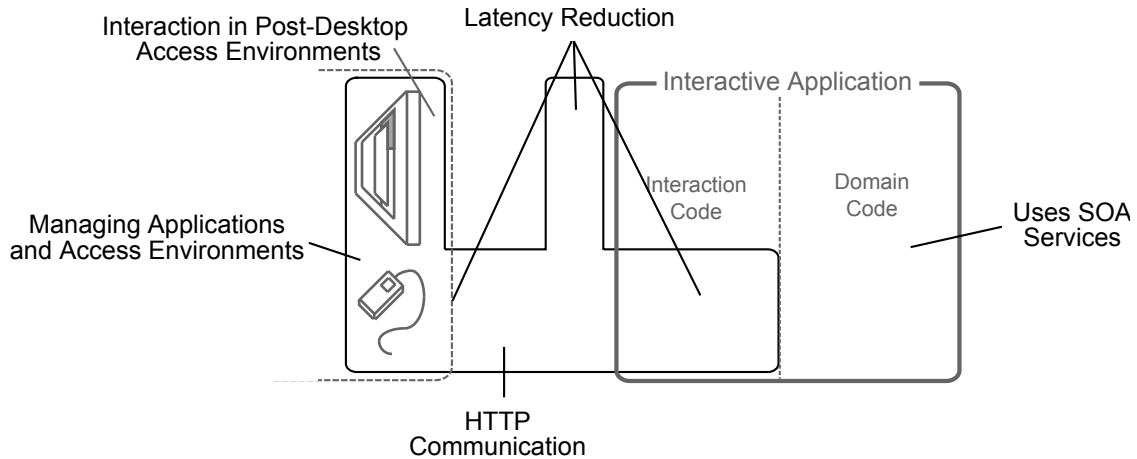 Latency Reduction
Interaction in Post-Desktop
Access Environments
Interactive Application
Interaction
Code
Domain
Code
Managing Applications
and Access Environments
Uses SOA
Services
HTTP
Communication